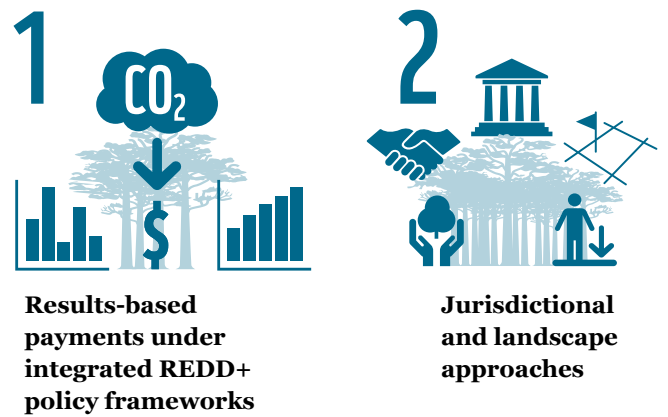 1
CO₂
$
Results-based
payments under
integrated REDD+
policy frameworks
2
Jurisdictional
and landscape
approaches